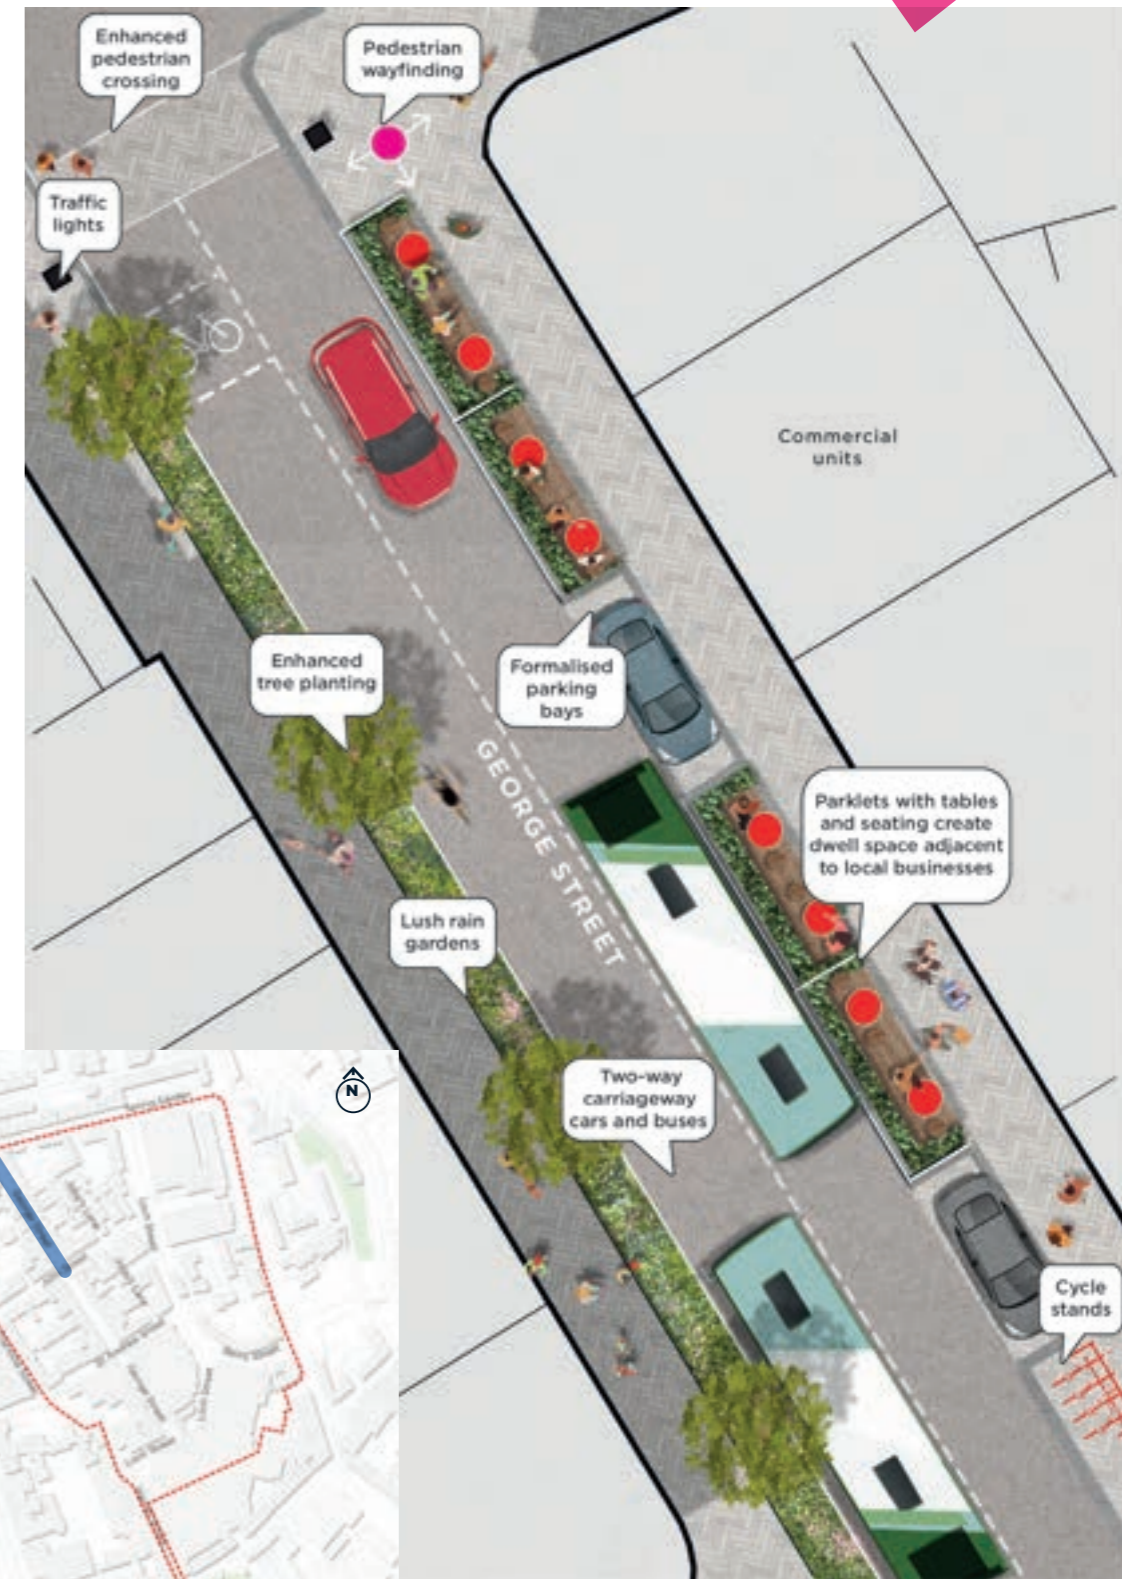 Enhanced
pedestrian
crossing
Pedestrian
wayfinding
Traffic
lights
Commercial
units
Enhanced
tree planting
Formalised
parking
bays
GEORGE STREET
Parklets with tables
and seating create
dwell space adjacent
to local businesses
Lush rain
gardens
Two-way
carriageway
cars and buses
N
Cycle
stands